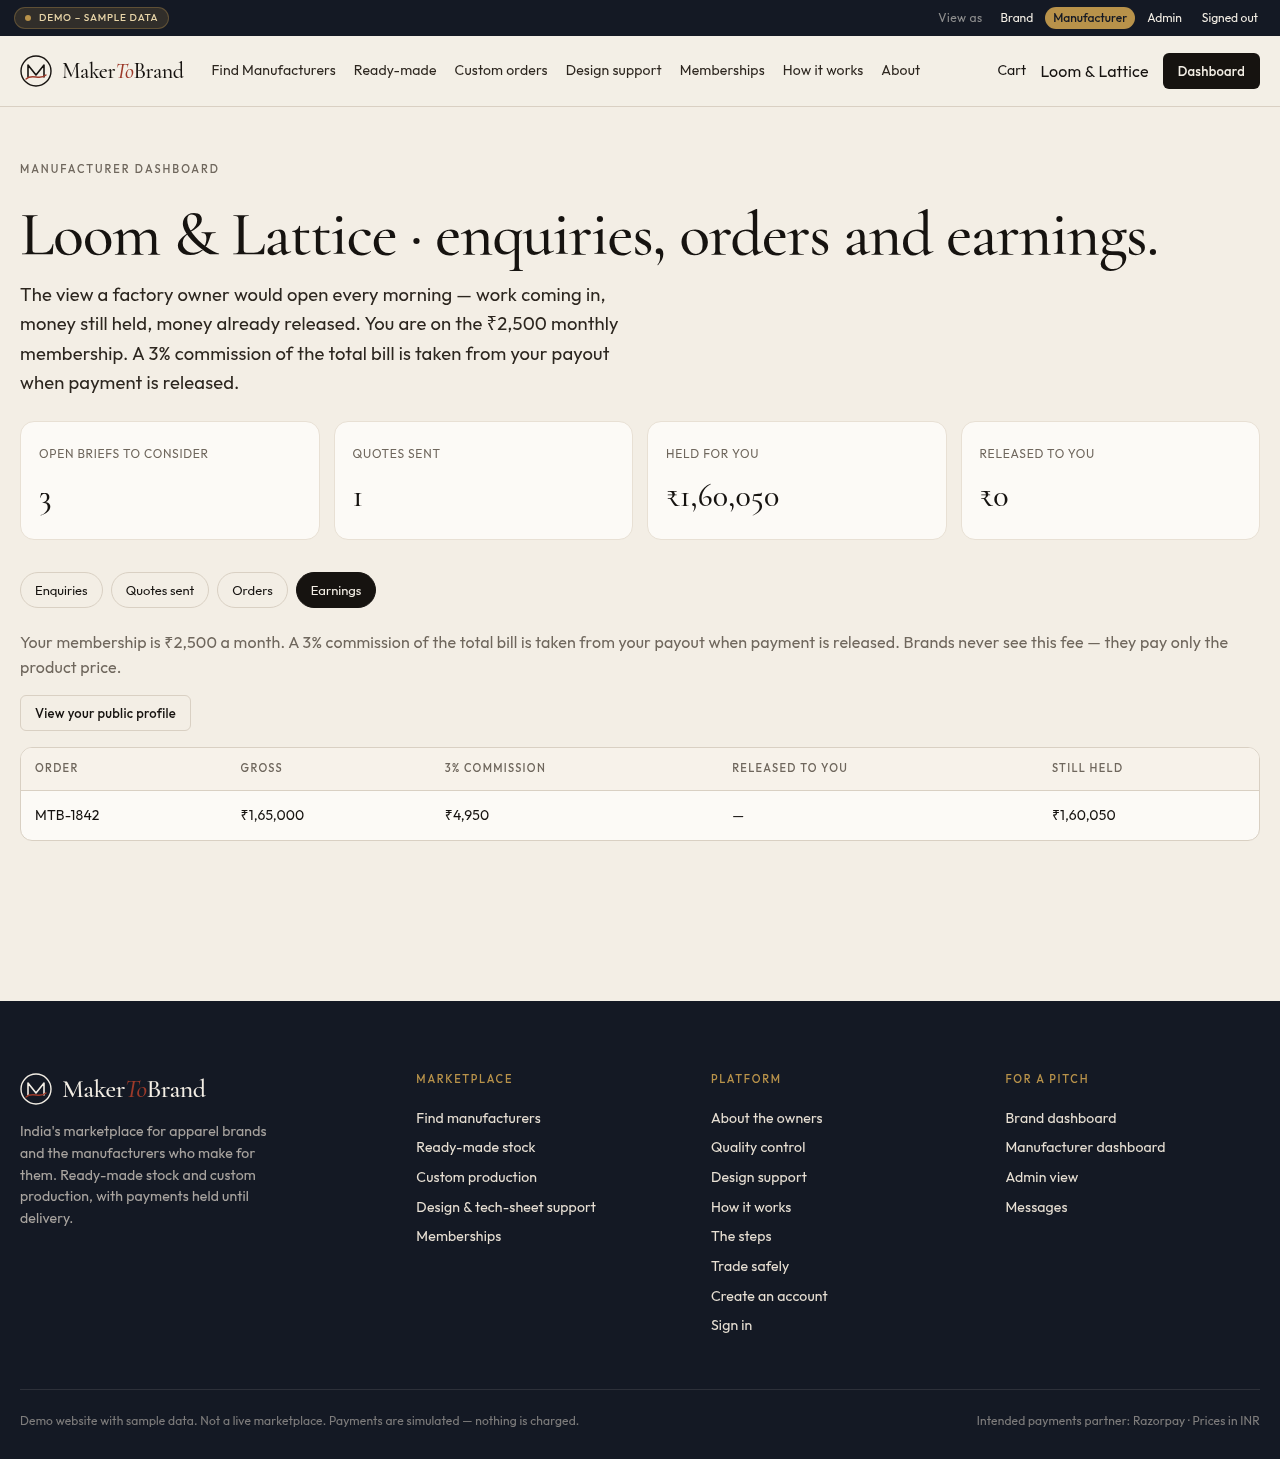 DEMO – SAMPLE DATA
View as Brand Manufacturer Admin Signed out
MakerToBrand Find Manufacturers Ready-made Custom orders Design support Memberships How it works About Cart Loom & Lattice Dashboard
MANUFACTURER DASHBOARD
Loom & Lattice · enquiries, orders and earnings.
The view a factory owner would open every morning — work coming in,
money still held, money already released. You are on the ₹2,500 monthly
membership. A 3% commission of the total bill is taken from your payout
when payment is released.
OPEN BRIEFS TO CONSIDER
3
QUOTES SENT
1
HELD FOR YOU
₹1,60,050
RELEASED TO YOU
₹0
Enquiries Quotes sent Orders Earnings
Your membership is ₹2,500 a month. A 3% commission of the total bill is taken from your payout when payment is released. Brands never see this fee — they pay only the
product price.
View your public profile
ORDER GROSS 3% COMMISSION RELEASED TO YOU STILL HELD
MTB-1842 ₹1,65,000 ₹4,950 — ₹1,60,050
MakerToBrand
India's marketplace for apparel brands
and the manufacturers who make for
them. Ready-made stock and custom
production, with payments held until
delivery.
MARKETPLACE
Find manufacturers
Ready-made stock
Custom production
Design & tech-sheet support
Memberships
PLATFORM
About the owners
Quality control
Design support
How it works
The steps
Trade safely
Create an account
Sign in
FOR A PITCH
Brand dashboard
Manufacturer dashboard
Admin view
Messages
Demo website with sample data. Not a live marketplace. Payments are simulated — nothing is charged.
Intended payments partner: Razorpay · Prices in INR